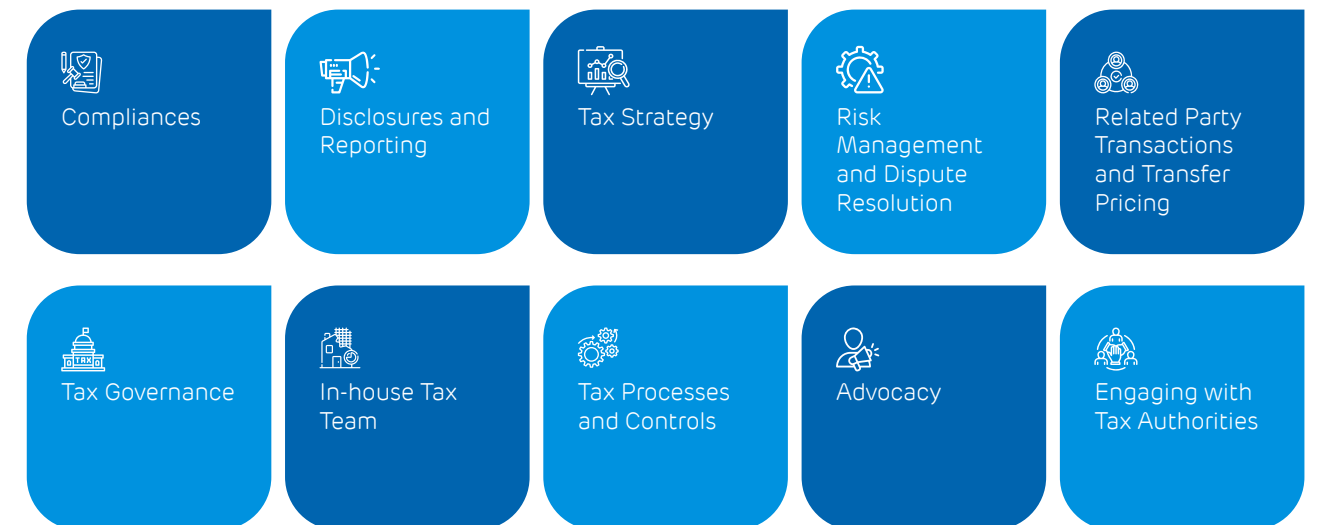 Compliances
Disclosures and
Reporting
Tax Strategy
Risk
Management
and Dispute
Resolution
Related Party
Transactions
and Transfer
Pricing
TAX
Tax Governance
In-house Tax
Team
Tax Processes
and Controls
Advocacy
Engaging with
Tax Authorities